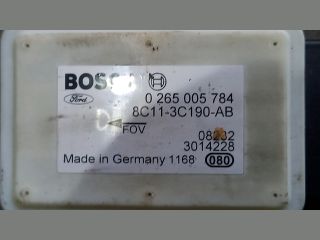 BOSCH
Ford
0 265 005 784
8C11-3C190-AB
FOV
08232
3014228
Made in Germany 1168 080